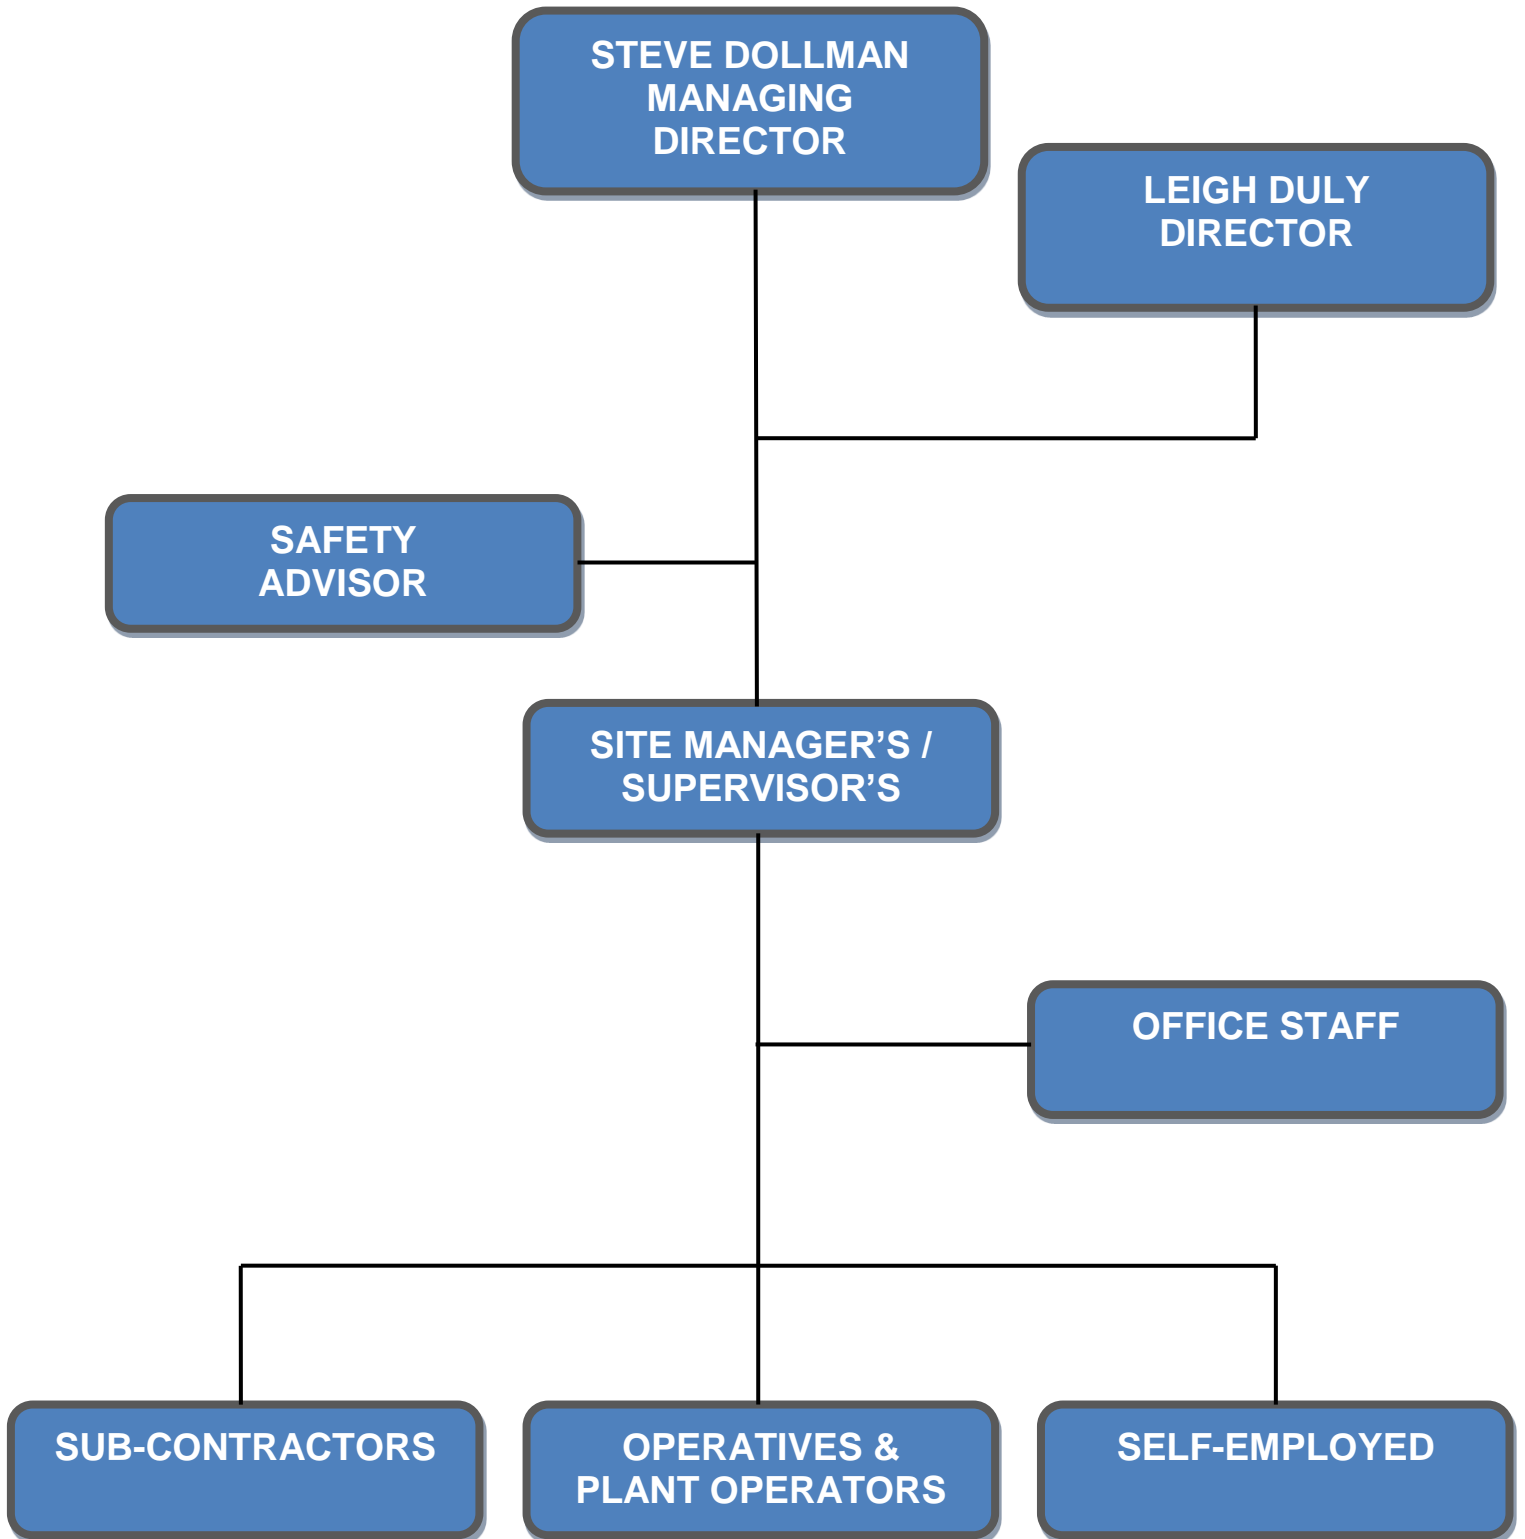 STEVE DOLLMAN
MANAGING
DIRECTOR
LEIGH DULY
DIRECTOR
SAFETY
ADVISOR
SITE MANAGER’S /
SUPERVISOR’S
OFFICE STAFF
SUB-CONTRACTORS
OPERATIVES &
PLANT OPERATORS
SELF-EMPLOYED